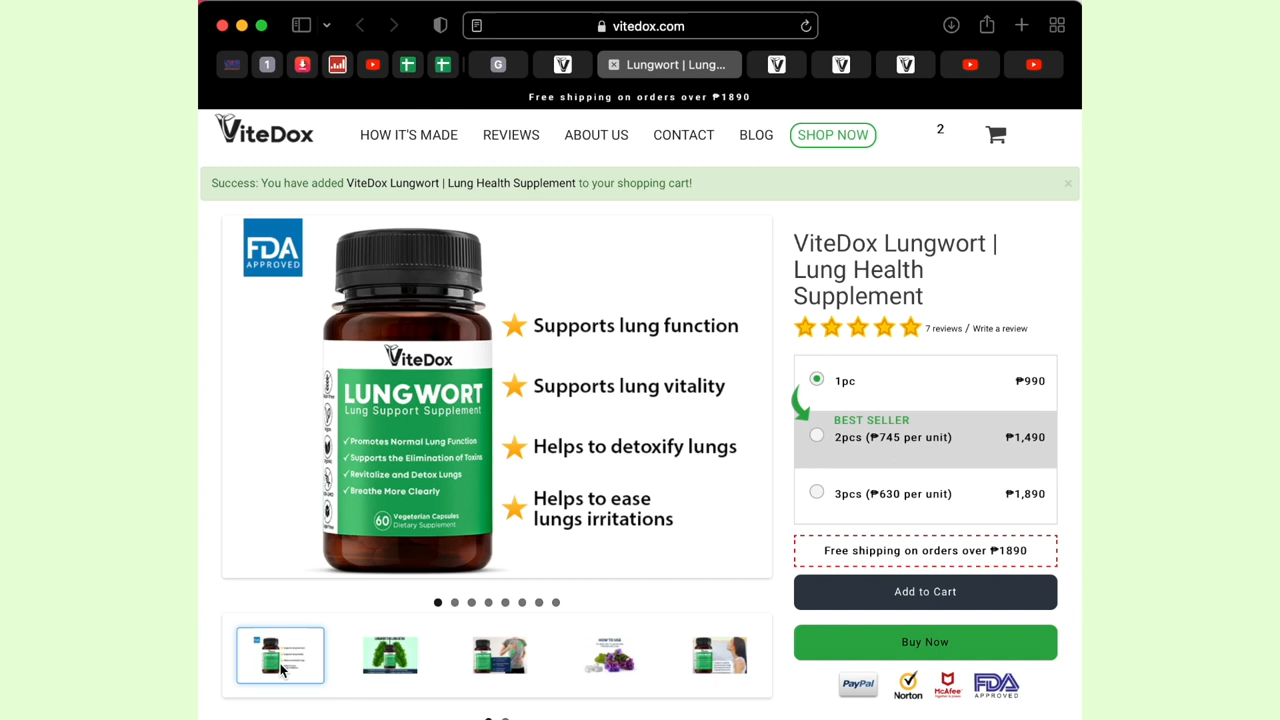 vitedox.com
1
G
Lungwort | Lung...
Free shipping on orders over ₱1890
ViteDox
HOW IT'S MADE
REVIEWS
ABOUT US
CONTACT
BLOG
SHOP NOW
2
Success: You have added ViteDox Lungwort | Lung Health Supplement to your shopping cart!
×
FDA
APPROVED
ViteDox
LUNGWORT
Lung Support Supplement
✓Promotes Normal Lung Function
✓Supports the Elimination of Toxins
✓Revitalize and Detox Lungs
✓Breathe More Clearly
60 Vegetarian Capsules
Dietary Supplement
Supports lung function
Supports lung vitality
Helps to detoxify lungs
Helps to ease
lungs irritations
ViteDox Lungwort |
Lung Health
Supplement
7 reviews / Write a review
1pc ₱990
BEST SELLER
2pcs (₱745 per unit) ₱1,490
3pcs (₱630 per unit) ₱1,890
Free shipping on orders over ₱1890
Add to Cart
Buy Now
HOW TO USE
PayPal
Norton
McAfee
FDA
APPROVED